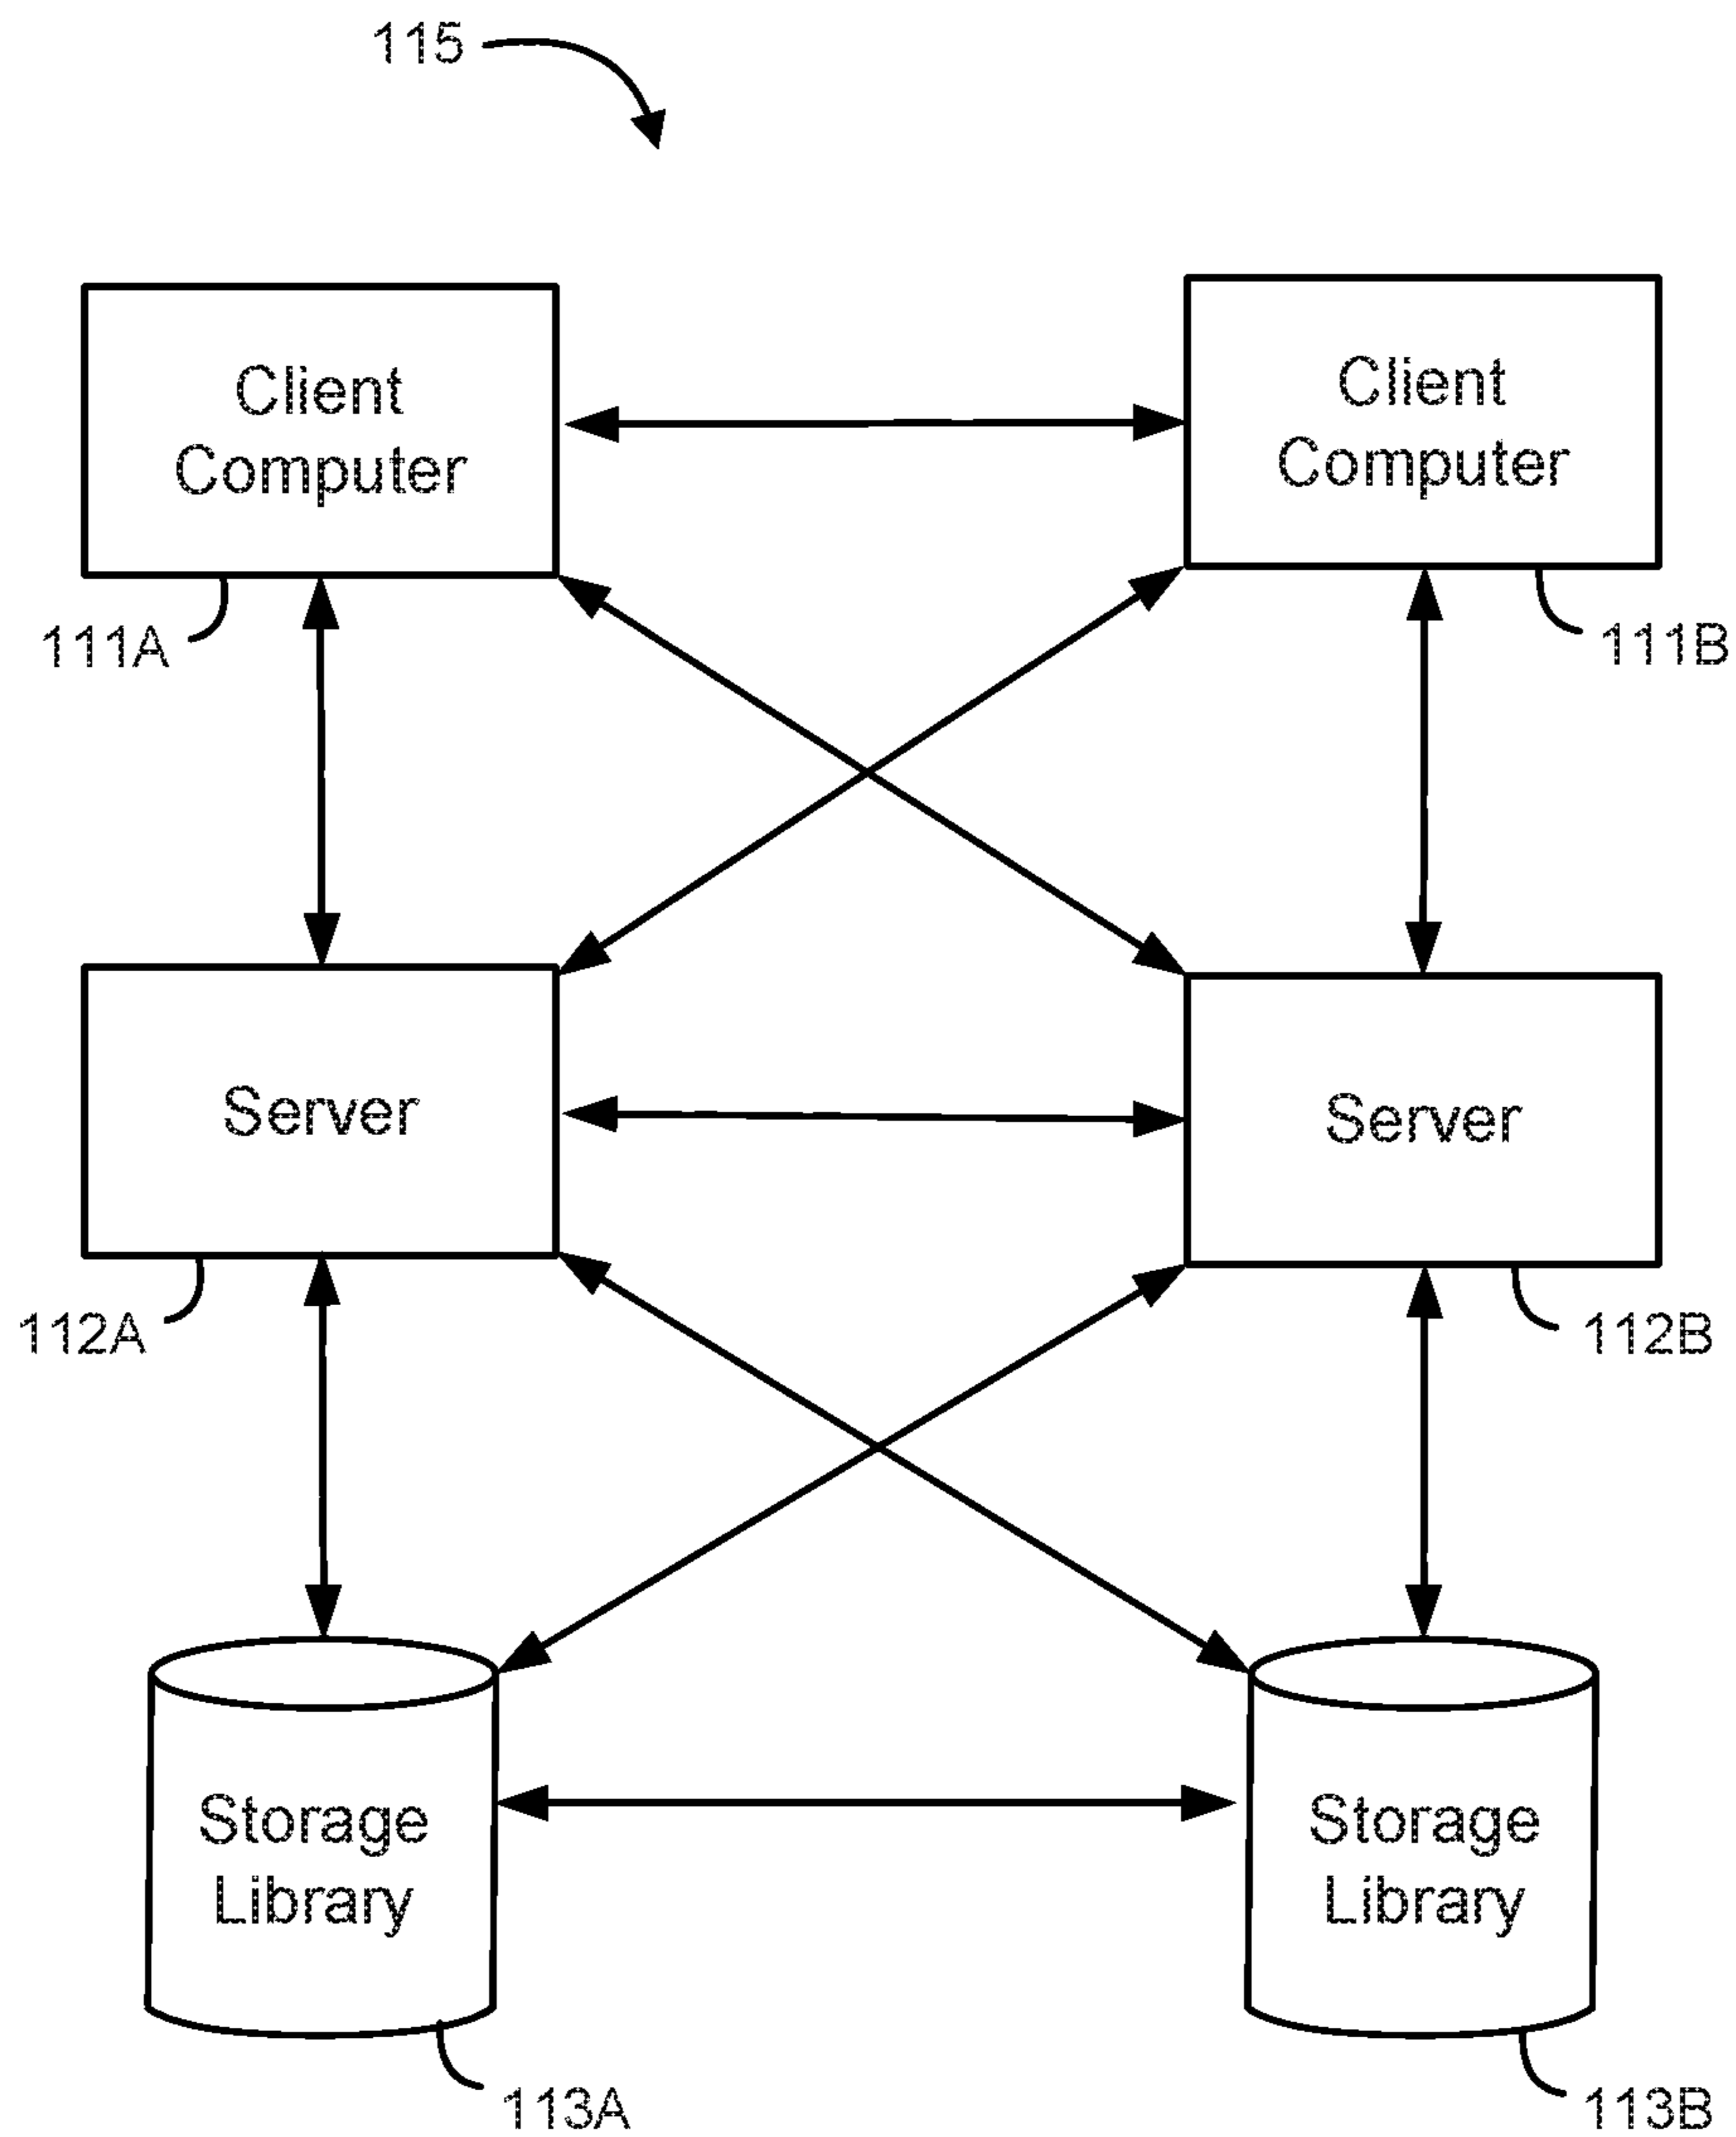 115
Client
Computer
Client
Computer
111A
111B
Server
Server
112A
112B
Storage
Library
Storage
Library
113A
113B